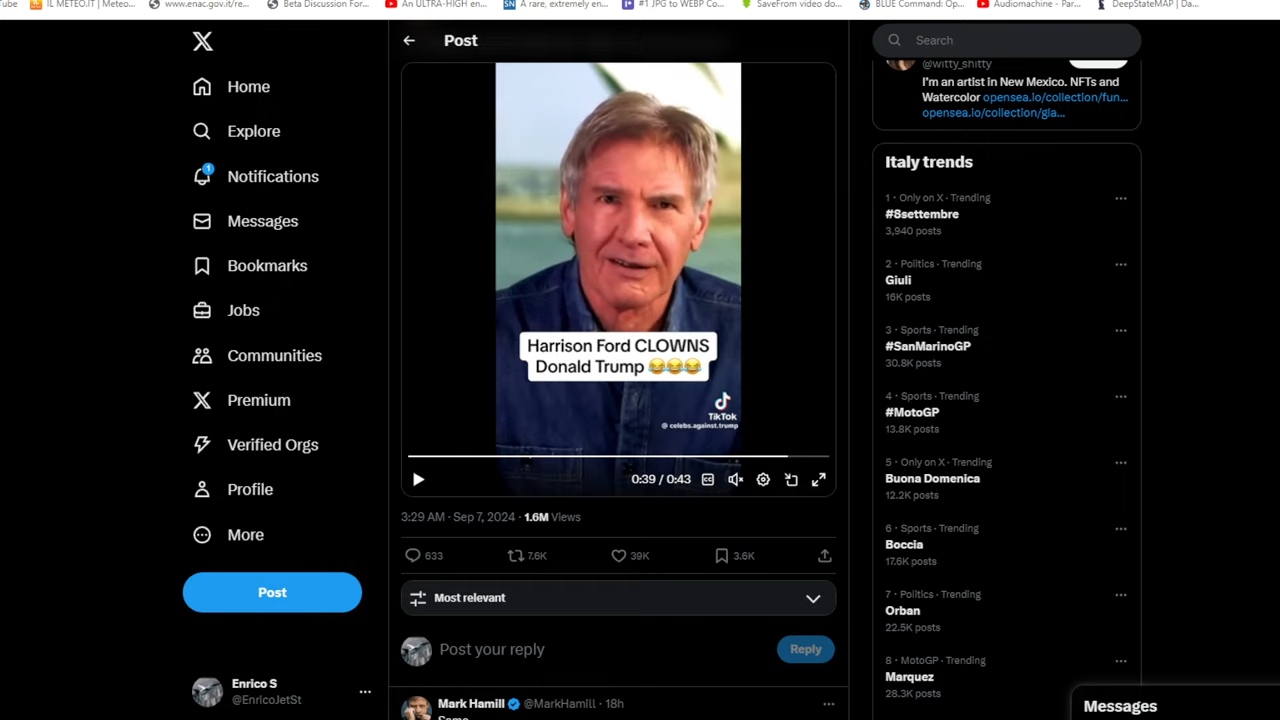 Tube
IL METEO.IT | Meteo...
www.enac.gov.it/re...
Beta Discussion For...
An ULTRA-HIGH en...
A rare, extremely en...
#1 JPG to WEBP Co...
SaveFrom video do...
BLUE Command: Op...
Audiomachine - Par...
DeepStateMAP | Da...
Home
Explore
1
Notifications
Messages
Bookmarks
Jobs
Communities
Premium
Verified Orgs
Profile
More
Post
Enrico S
@EnricoJetSt
Post
Harrison Ford CLOWNS
Donald Trump 😂😂😂
TikTok
@ celebs.against.trump
0:39 / 0:43
3:29 AM · Sep 7, 2024 · 1.6M Views
633
7.6K
39K
3.6K
Most relevant
Post your reply
Reply
Mark Hamill @MarkHamill · 18h
Same
Search
@witty_shitty
I'm an artist in New Mexico. NFTs and
Watercolor opensea.io/collection/fun...
opensea.io/collection/gla...
Italy trends
1 · Only on X · Trending
#8settembre
3,940 posts
2 · Politics · Trending
Giuli
16K posts
3 · Sports · Trending
#SanMarinoGP
30.8K posts
4 · Sports · Trending
#MotoGP
13.8K posts
5 · Only on X · Trending
Buona Domenica
12.2K posts
6 · Sports · Trending
Boccia
17.6K posts
7 · Politics · Trending
Orban
22.5K posts
8 · MotoGP · Trending
Marquez
28.3K posts
Messages